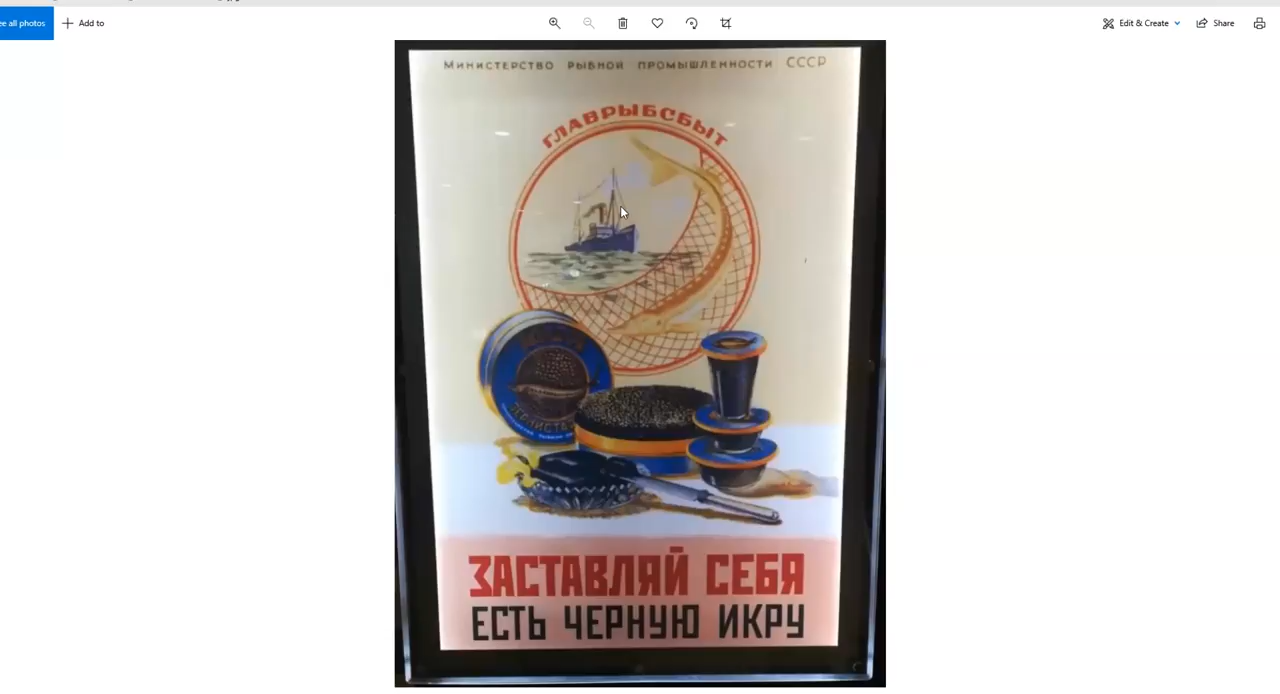 ee all photos
Add to
Edit & Create
Share
Министерство рыбной промышленности СССР
ГЛАВРЫБСБЫТ
ЗАСТАВЛЯЙ СЕБЯ
ЕСТЬ ЧЕРНУЮ ИКРУ